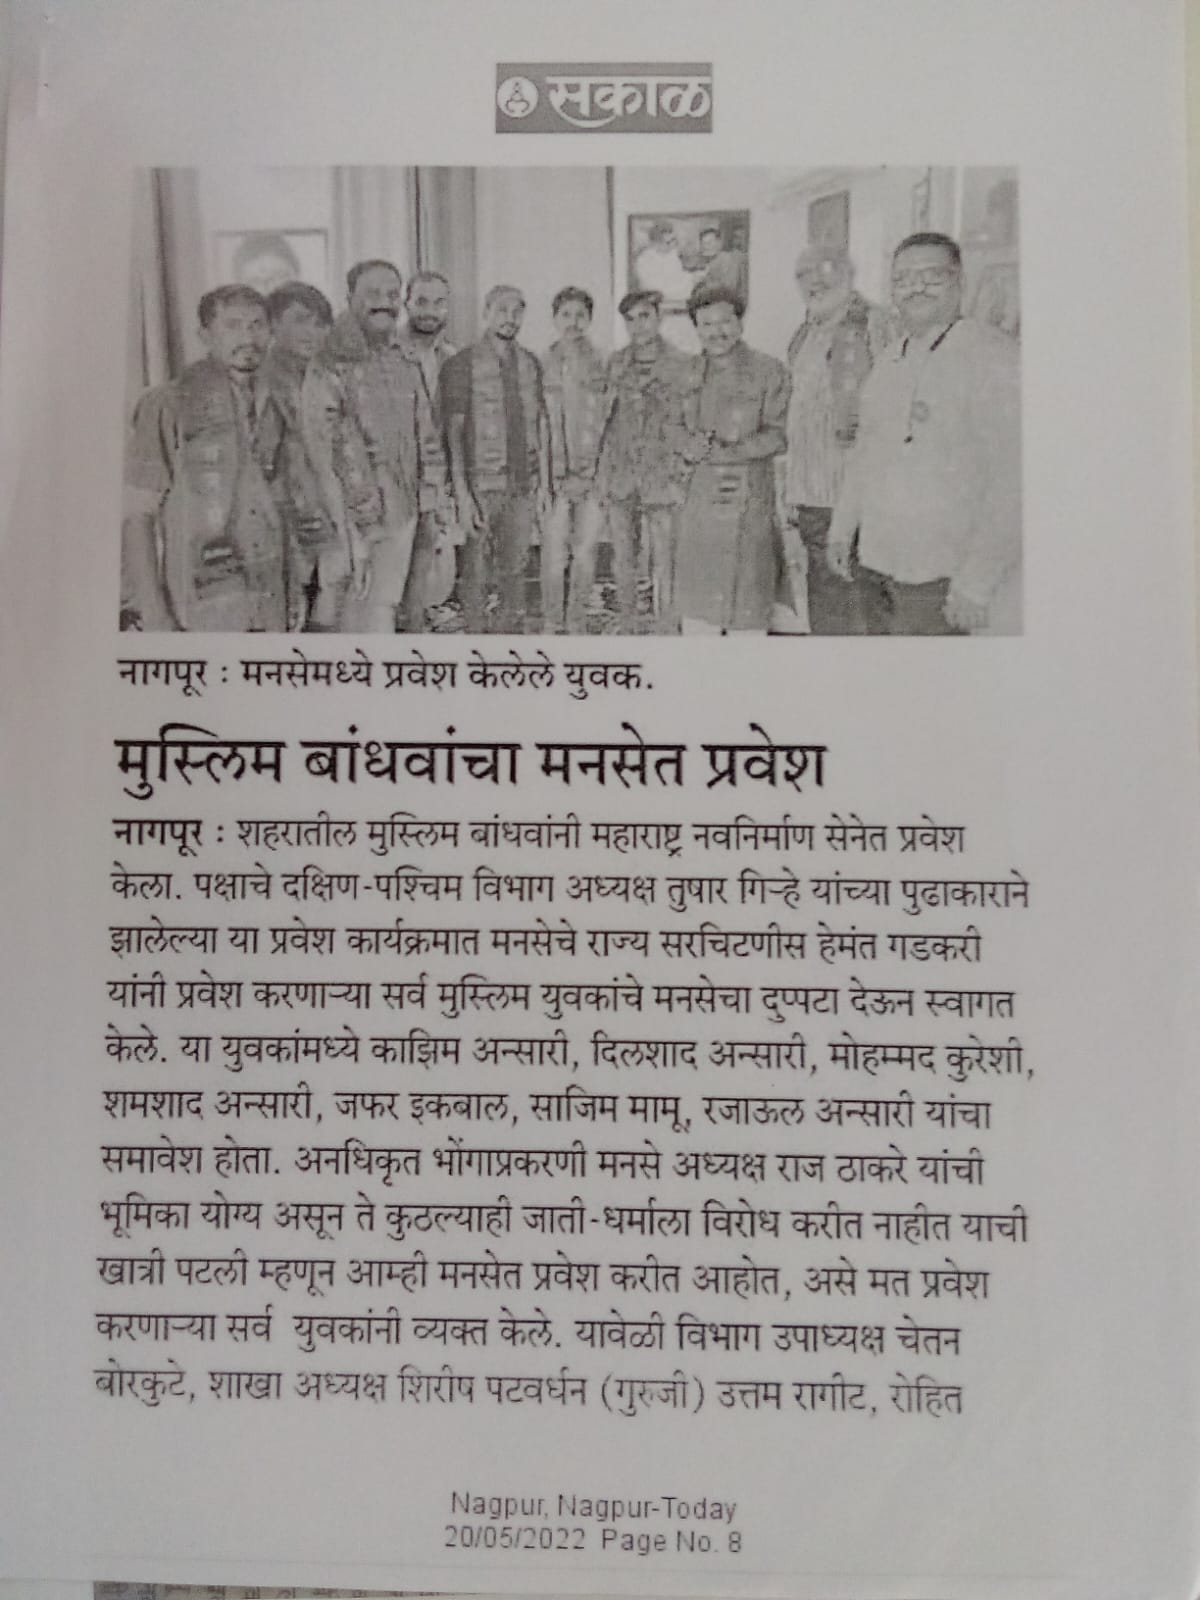 सकाळ
नागपूर : मनसेमध्ये प्रवेश केलेले युवक.
मुस्लिम बांधवांचा मनसेत प्रवेश
नागपूर : शहरातील मुस्लिम बांधवांनी महाराष्ट्र नवनिर्माण सेनेत प्रवेश
केला. पक्षाचे दक्षिण-पश्चिम विभाग अध्यक्ष तुषार गिऱ्हे यांच्या पुढाकाराने
झालेल्या या प्रवेश कार्यक्रमात मनसेचे राज्य सरचिटणीस हेमंत गडकरी
यांनी प्रवेश करणाऱ्या सर्व मुस्लिम युवकांचे मनसेचा दुप्पटा देऊन स्वागत
केले. या युवकांमध्ये काझिम अन्सारी, दिलशाद अन्सारी, मोहम्मद कुरेशी,
शमशाद अन्सारी, जफर इकबाल, साजिम मामू, रजाऊल अन्सारी यांचा
समावेश होता. अनधिकृत भोंगाप्रकरणी मनसे अध्यक्ष राज ठाकरे यांची
भूमिका योग्य असून ते कुठल्याही जाती-धर्माला विरोध करीत नाहीत याची
खात्री पटली म्हणून आम्ही मनसेत प्रवेश करीत आहोत, असे मत प्रवेश
करणाऱ्या सर्व युवकांनी व्यक्त केले. यावेळी विभाग उपाध्यक्ष चेतन
बोरकुटे, शाखा अध्यक्ष शिरीष पटवर्धन (गुरुजी) उत्तम रागीट, रोहित
Nagpur, Nagpur-Today
20/05/2022 Page No. 8